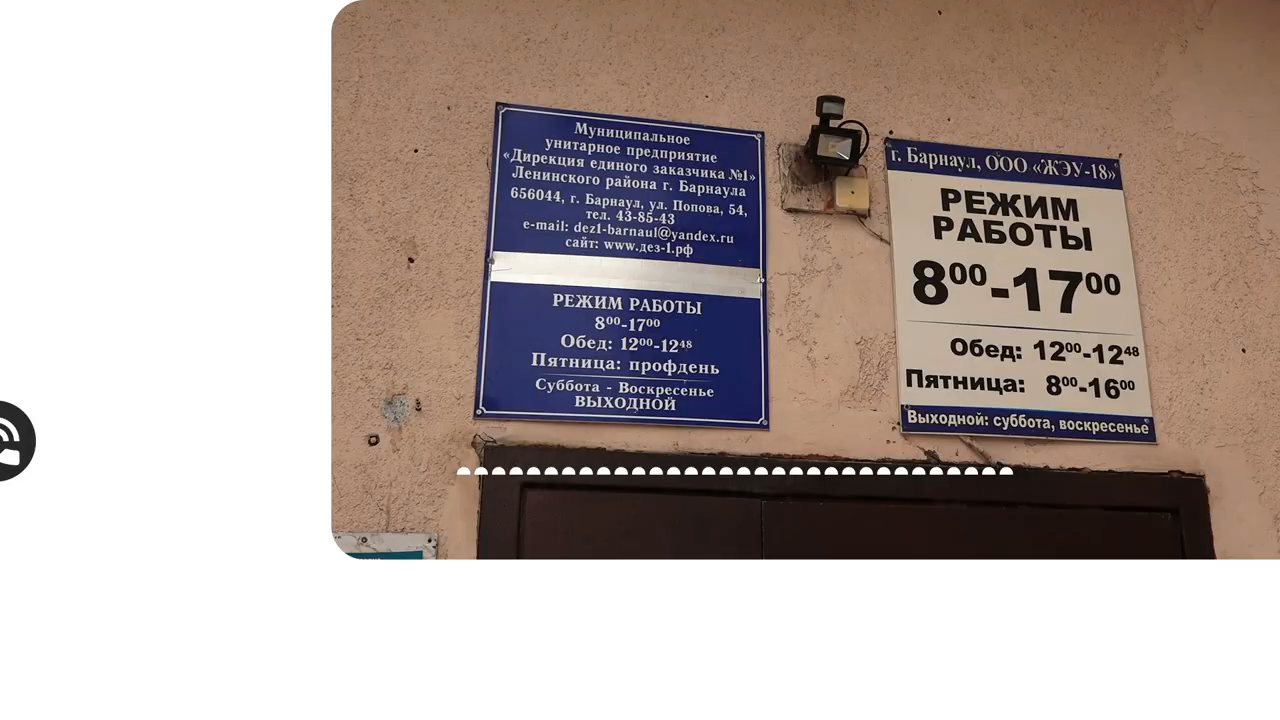 Муниципальное
унитарное предприятие
«Дирекция единого заказчика №1»
Ленинского района г. Барнаула
656044, г. Барнаул, ул. Попова, 54,
тел. 43-85-43
e-mail: dez1-barnaul@yandex.ru
сайт: www.дез-1.рф
РЕЖИМ РАБОТЫ
8⁰⁰-17⁰⁰
Обед: 12⁰⁰-12⁴⁸
Пятница: профдень
Суббота - Воскресенье
ВЫХОДНОЙ
г. Барнаул, ООО «ЖЭУ-18»
РЕЖИМ
РАБОТЫ
8⁰⁰-17⁰⁰
Обед: 12⁰⁰-12⁴⁸
Пятница: 8⁰⁰-16⁰⁰
Выходной: суббота, воскресенье